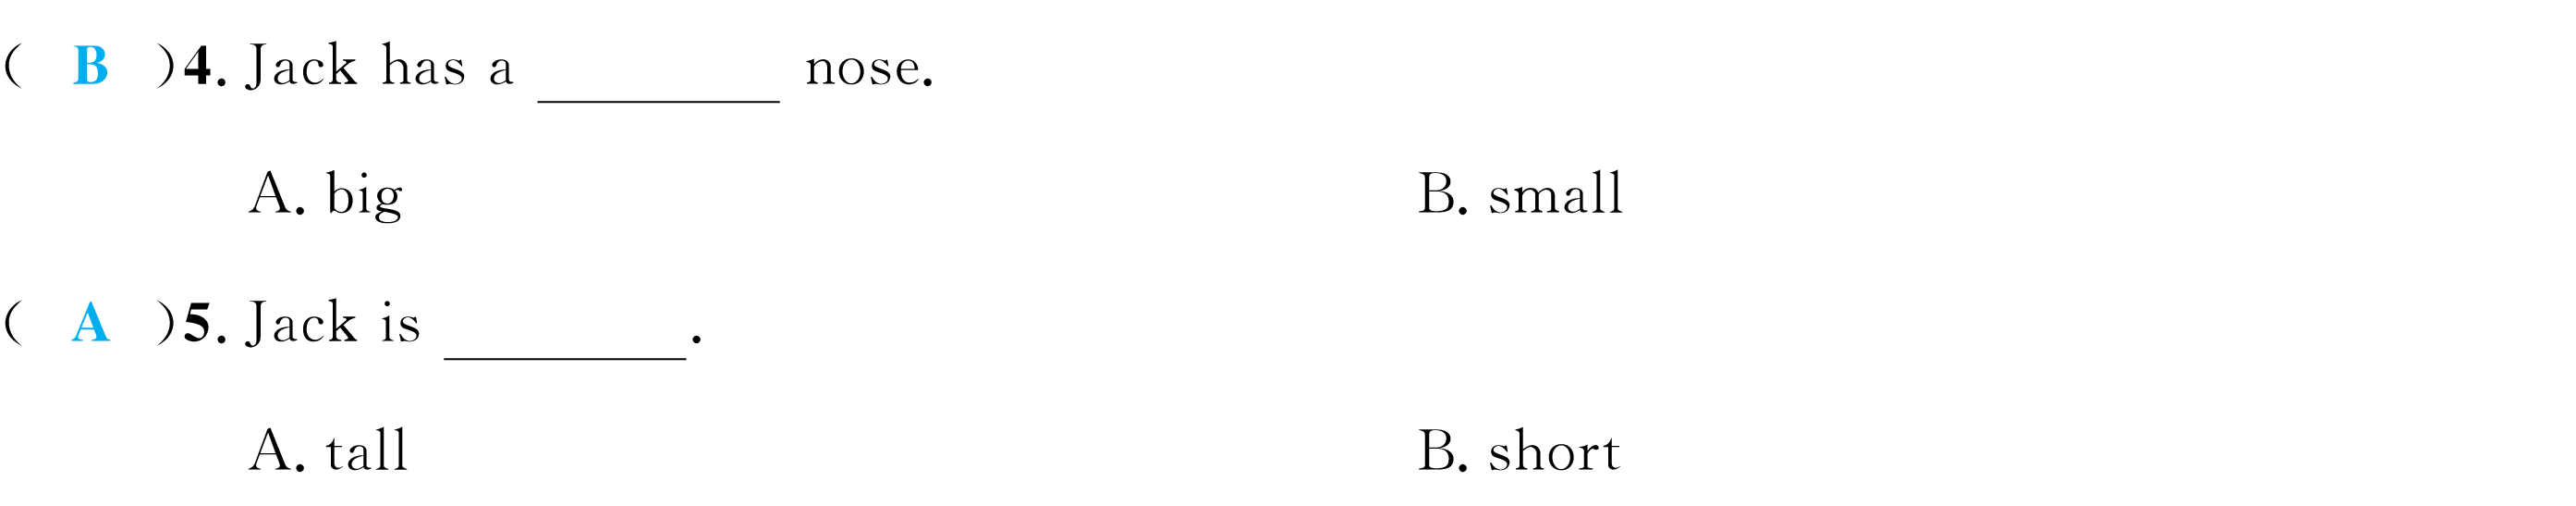 ( B )4. Jack has a ________ nose.
A. big B. small
( A )5. Jack is ________.
A. tall B. short